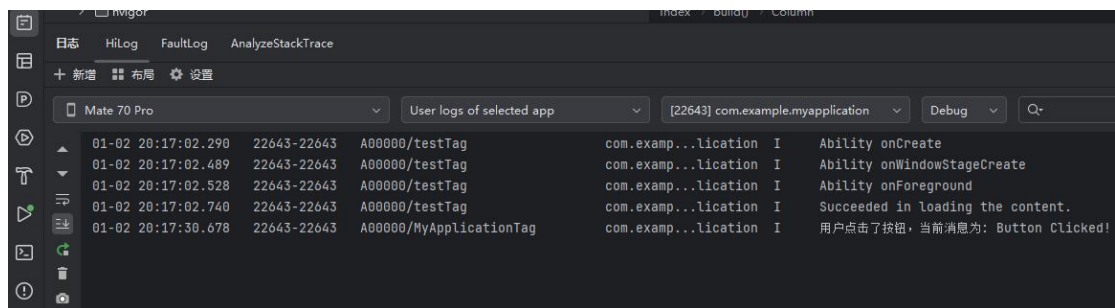 hvigor
Index > build() > Column
日志 HiLog FaultLog AnalyzeStackTrace
+ 新增 布局 设置
Mate 70 Pro User logs of selected app [22643] com.example.myapplication Debug
01-02 20:17:02.290 22643-22643 A00000/testTag com.examp...lication I Ability onCreate
01-02 20:17:02.489 22643-22643 A00000/testTag com.examp...lication I Ability onWindowStageCreate
01-02 20:17:02.528 22643-22643 A00000/testTag com.examp...lication I Ability onForeground
01-02 20:17:02.740 22643-22643 A00000/testTag com.examp...lication I Succeeded in loading the content.
01-02 20:17:30.678 22643-22643 A00000/MyApplicationTag com.examp...lication I 用户点击了按钮，当前消息为: Button Clicked!